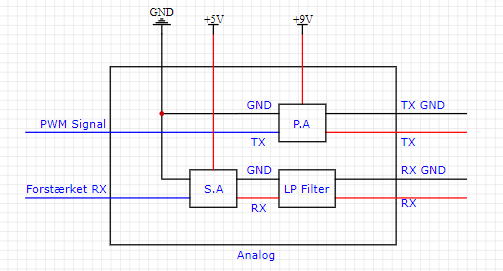 GND
+5V
+9V
GND
TX GND
PWM Signal
P.A
TX
TX
GND
RX GND
Forstærket RX
S.A
LP Filter
RX
RX
Analog